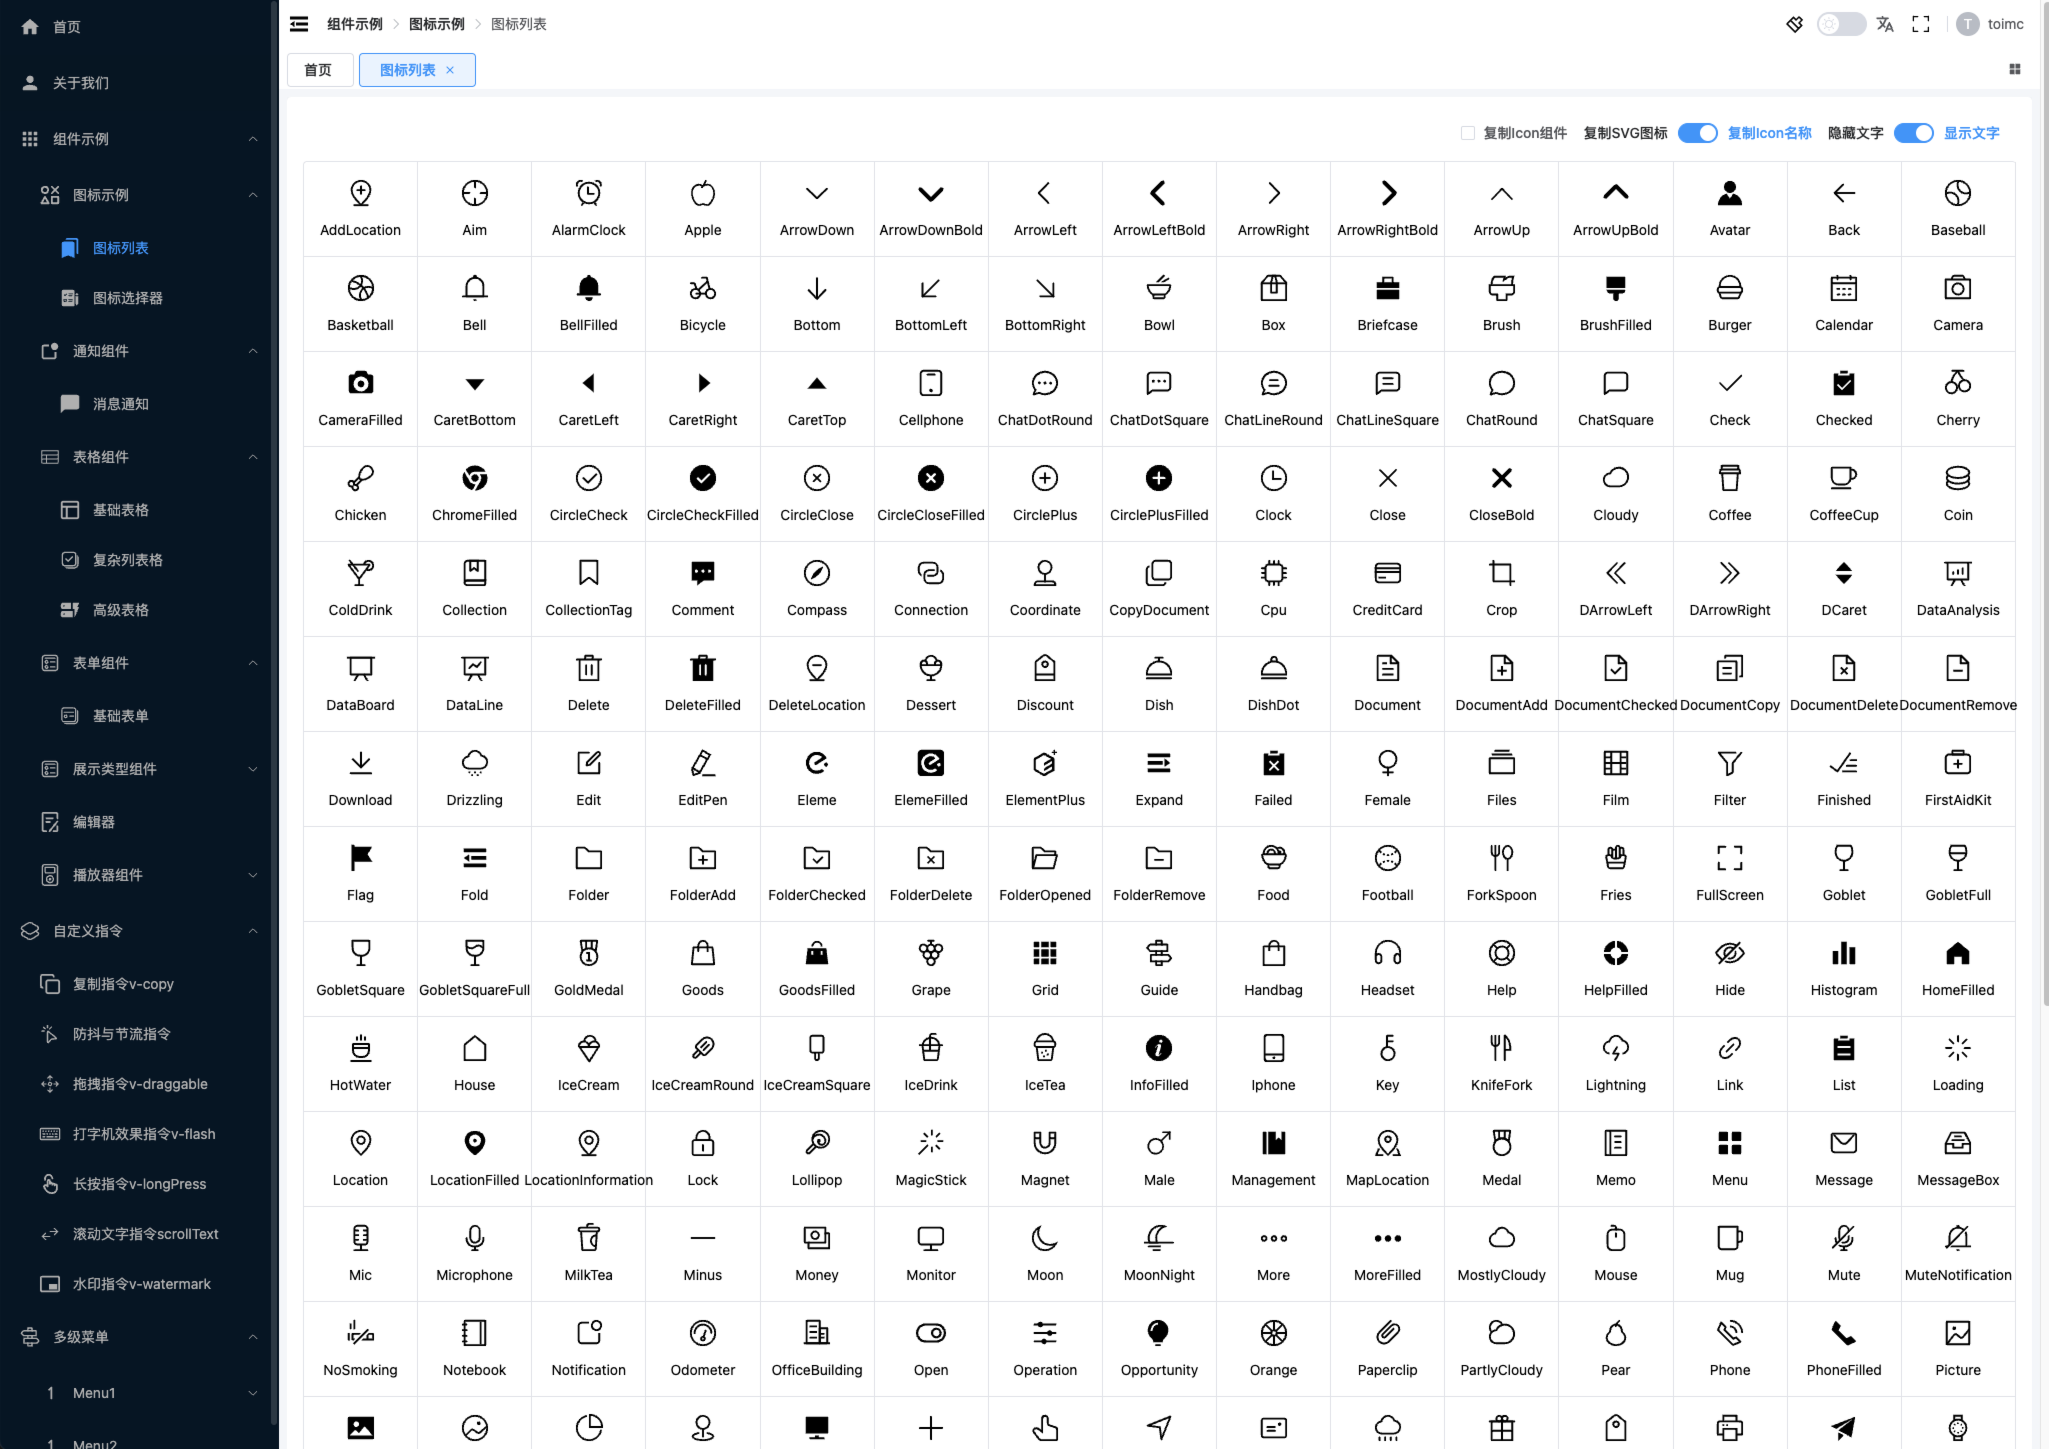 首页
关于我们
组件示例
图标示例
图标列表
图标选择器
通知组件
消息通知
表格组件
基础表格
复杂列表格
高级表格
表单组件
基础表单
展示类型组件
编辑器
播放器组件
自定义指令
复制指令v-copy
防抖与节流指令
拖拽指令v-draggable
打字机效果指令v-flash
长按指令v-longPress
滚动文字指令scrollText
水印指令v-watermark
多级菜单
1 Menu1
1 Menu2
组件示例 图标示例 图标列表
T toimc
首页 图标列表
复制Icon组件 复制SVG图标 复制Icon名称 隐藏文字 显示文字
AddLocation Aim AlarmClock Apple ArrowDown ArrowDownBold ArrowLeft ArrowLeftBold ArrowRight ArrowRightBold ArrowUp ArrowUpBold Avatar Back Baseball
Basketball Bell BellFilled Bicycle Bottom BottomLeft BottomRight Bowl Box Briefcase Brush BrushFilled Burger Calendar Camera
CameraFilled CaretBottom CaretLeft CaretRight CaretTop Cellphone ChatDotRound ChatDotSquare ChatLineRound ChatLineSquare ChatRound ChatSquare Check Checked Cherry
Chicken ChromeFilled CircleCheck CircleCheckFilled CircleClose CircleCloseFilled CirclePlus CirclePlusFilled Clock Close CloseBold Cloudy Coffee CoffeeCup Coin
ColdDrink Collection CollectionTag Comment Compass Connection Coordinate CopyDocument Cpu CreditCard Crop DArrowLeft DArrowRight DCaret DataAnalysis
DataBoard DataLine Delete DeleteFilled DeleteLocation Dessert Discount Dish DishDot Document DocumentAdd DocumentChecked DocumentCopy DocumentDelete DocumentRemove
Download Drizzling Edit EditPen Eleme ElemeFilled ElementPlus Expand Failed Female Files Film Filter Finished FirstAidKit
Flag Fold Folder FolderAdd FolderChecked FolderDelete FolderOpened FolderRemove Food Football ForkSpoon Fries FullScreen Goblet GobletFull
GobletSquare GobletSquareFull GoldMedal Goods GoodsFilled Grape Grid Guide Handbag Headset Help HelpFilled Hide Histogram HomeFilled
HotWater House IceCream IceCreamRound IceCreamSquare IceDrink IceTea InfoFilled Iphone Key KnifeFork Lightning Link List Loading
Location LocationFilled LocationInformation Lock Lollipop MagicStick Magnet Male Management MapLocation Medal Memo Menu Message MessageBox
Mic Microphone MilkTea Minus Money Monitor Moon MoonNight More MoreFilled MostlyCloudy Mouse Mug Mute MuteNotification
NoSmoking Notebook Notification Odometer OfficeBuilding Open Operation Opportunity Orange Paperclip PartlyCloudy Pear Phone PhoneFilled Picture